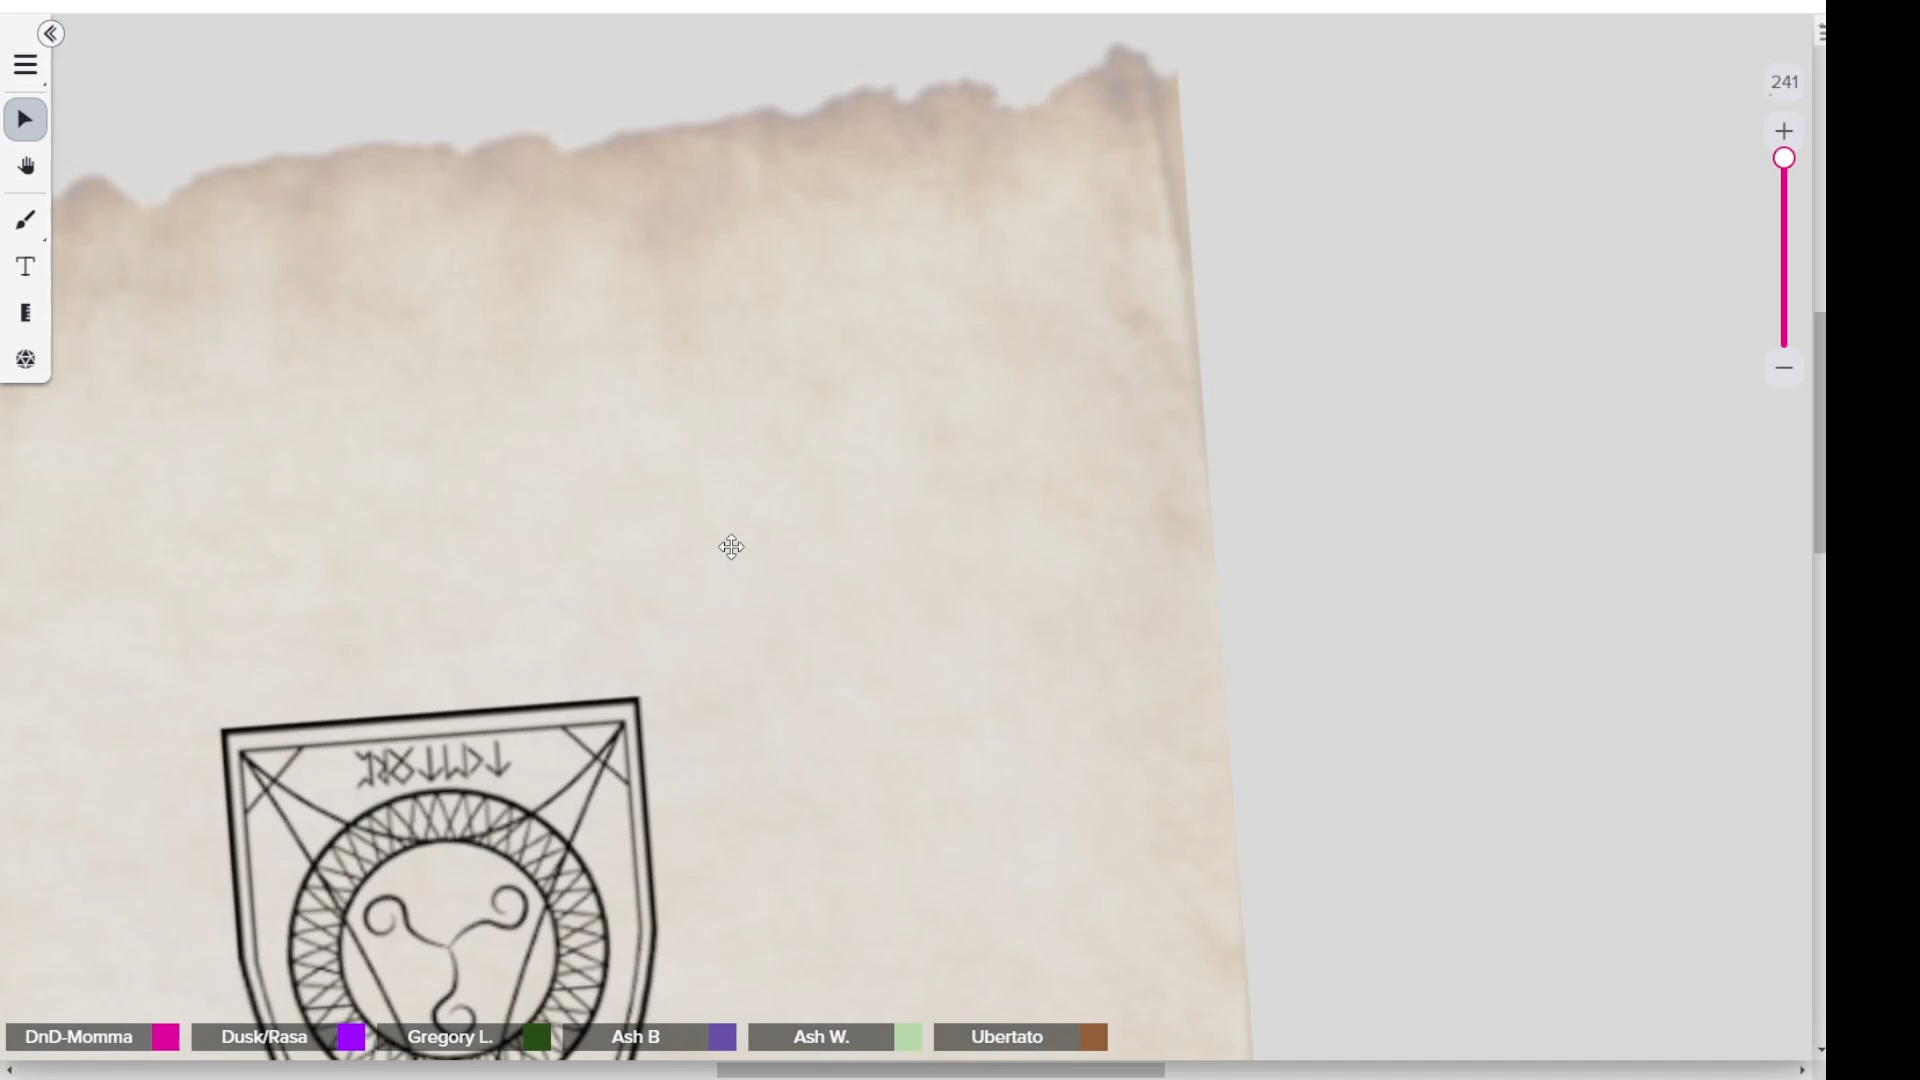 241
DnD-Momma
Dusk/Rasa
Gregory L.
Ash B
Ash W.
Ubertato